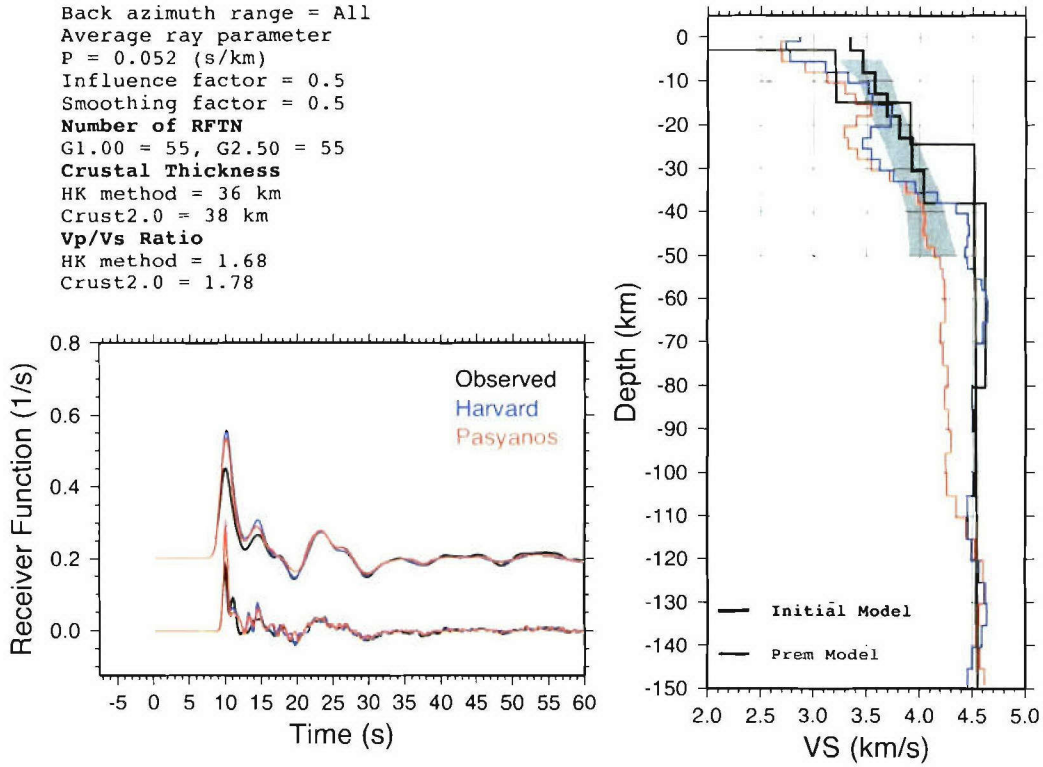 Back azimuth range = All
Average ray parameter
P = 0.052 (s/km)
Influence factor = 0.5
Smoothing factor = 0.5
Number of RFTN
G1.00 = 55, G2.50 = 55
Crustal Thickness
HK method = 36 km
Crust2.0 = 38 km
Vp/Vs Ratio
HK method = 1.68
Crust2.0 = 1.78
Receiver Function (1/s)
0.8
0.6
0.4
0.2
0.0
Observed
Harvard
Pasyanos
-5 0 5 10 15 20 25 30 35 40 45 50 55 60
Time (s)
Depth (km)
0
-10
-20
-30
-40
-50
-60
-70
-80
-90
-100
-110
-120
-130
-140
-150
Initial Model
Prem Model
2.0 2.5 3.0 3.5 4.0 4.5 5.0
VS (km/s)